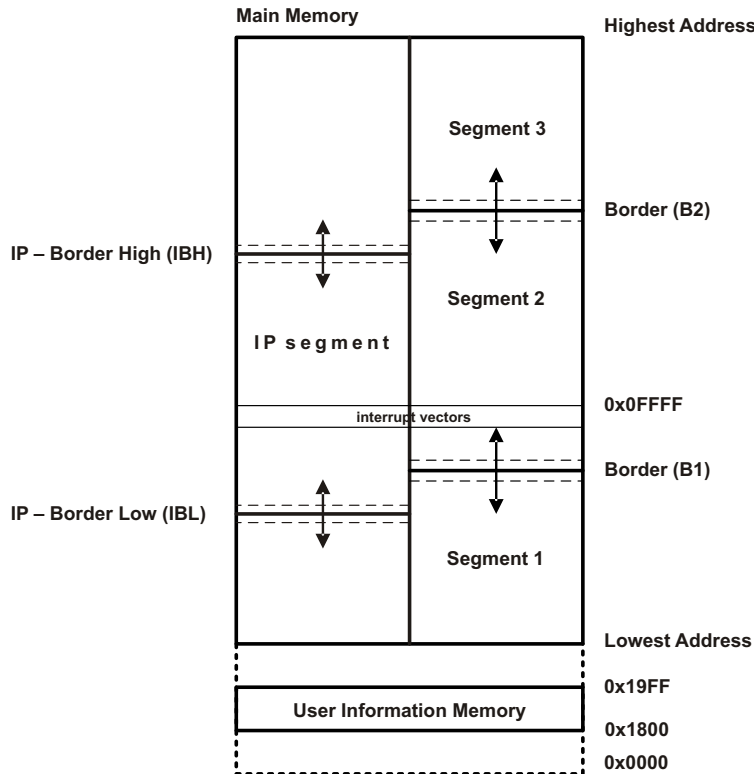 Main Memory
Highest Address
Segment 3
Border (B2)
IP – Border High (IBH)
Segment 2
IP segment
0x0FFFF
interrupt vectors
Border (B1)
IP – Border Low (IBL)
Segment 1
Lowest Address
0x19FF
User Information Memory
0x1800
0x0000